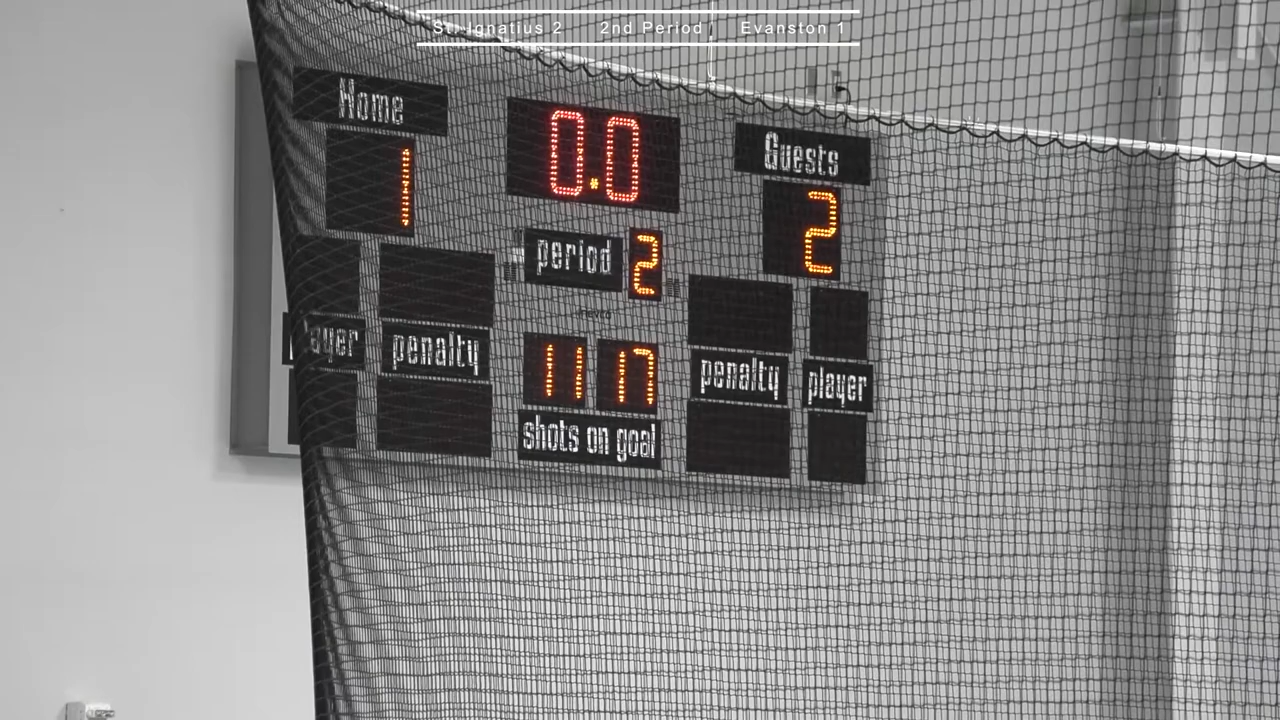 St. Ignatius 2 2nd Period Evanston 1
Home 0.0 Guests
1 2
period 2
player penalty 11 17 penalty player
shots on goal